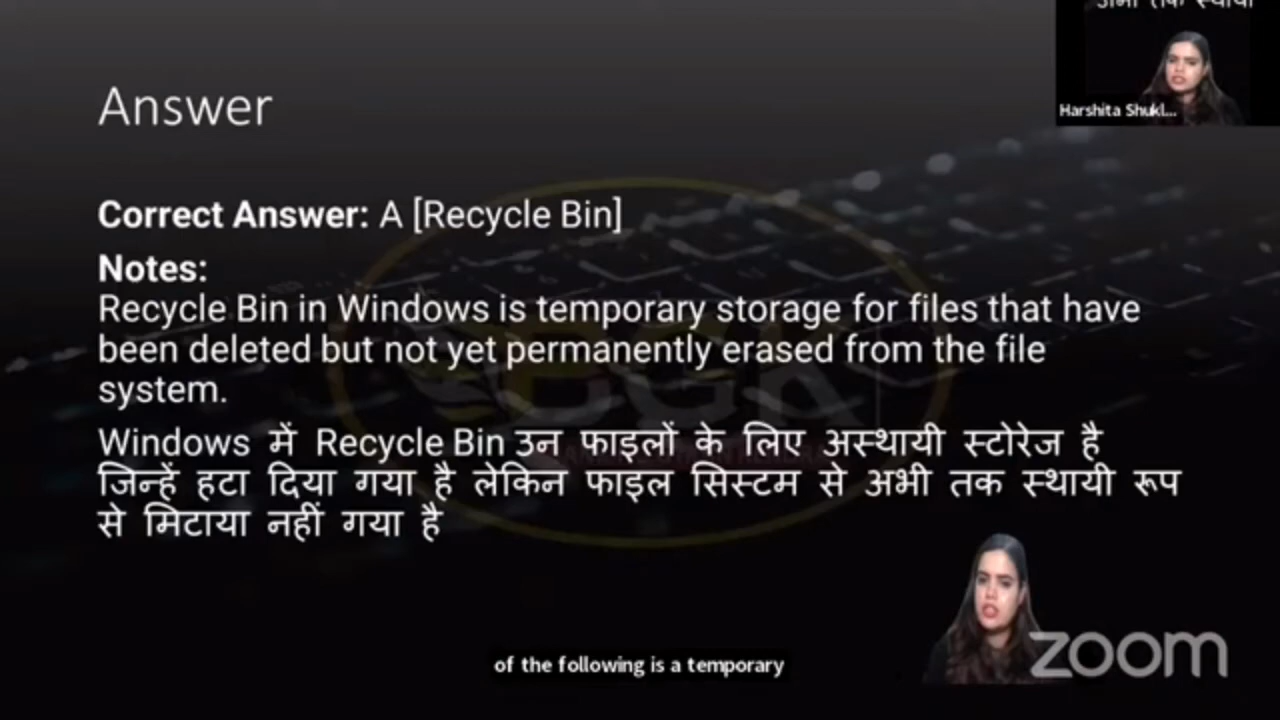 अभी तक स्थायी
Harshita Shukl...
Answer
Correct Answer: A [Recycle Bin]
Notes:
Recycle Bin in Windows is temporary storage for files that have
been deleted but not yet permanently erased from the file
system.
Windows में Recycle Bin उन फाइलों के लिए अस्थायी स्टोरेज है
जिन्हें हटा दिया गया है लेकिन फाइल सिस्टम से अभी तक स्थायी रूप
से मिटाया नहीं गया है
of the following is a temporary
zoom